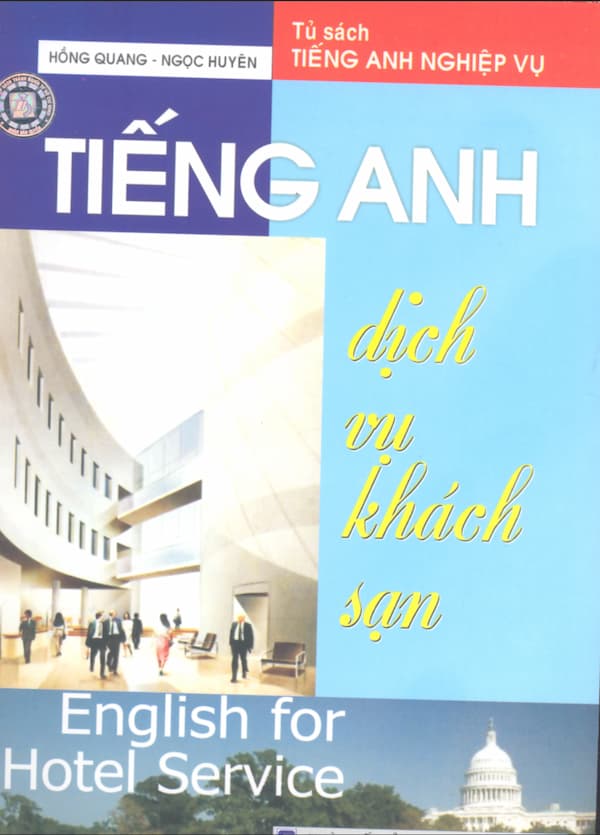 HỒNG QUANG - NGỌC HUYÊN
Tủ sách
TIẾNG ANH NGHIỆP VỤ
TIẾNG ANH
dịch
vụ
khách
sạn
English for
Hotel Service